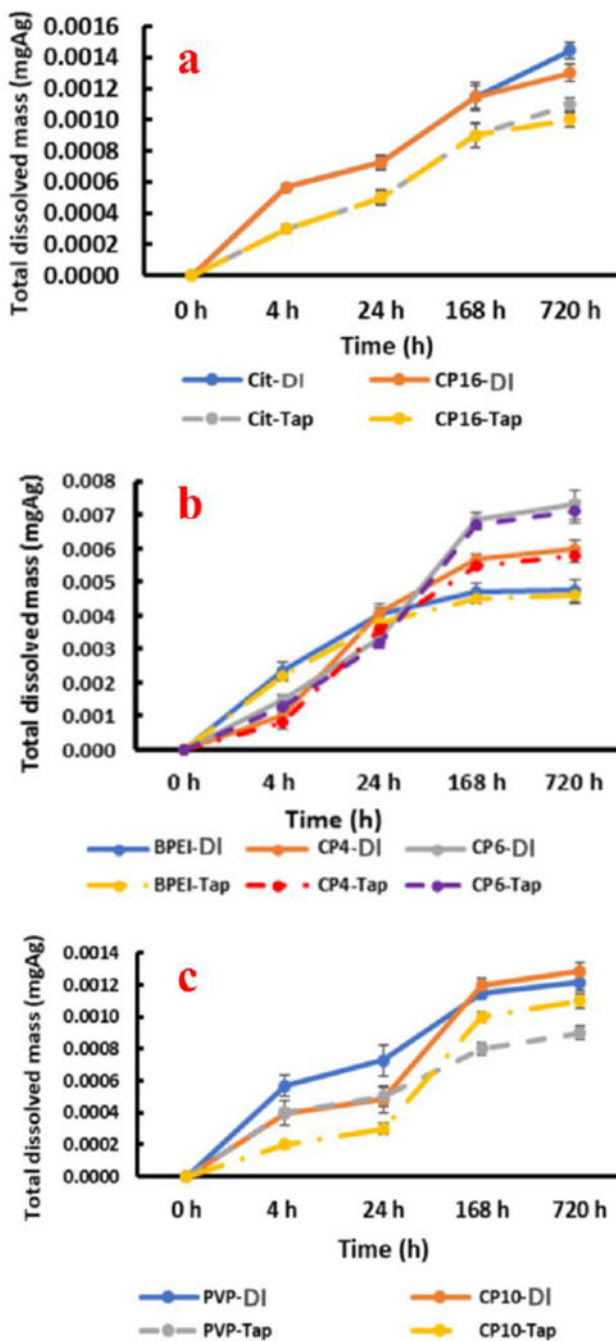 a
Total dissolved mass (mgAg)
0.0016
0.0014
0.0012
0.0010
0.0008
0.0006
0.0004
0.0002
0.0000
0 h 4 h 24 h 168 h 720 h
Time (h)
Cit-DI CP16-DI
Cit-Tap CP16-Tap
b
Total dissolved mass (mgAg)
0.008
0.007
0.006
0.005
0.004
0.003
0.002
0.001
0.000
0 h 4 h 24 h 168 h 720 h
Time (h)
BPEI-DI CP4-DI CP6-DI
BPEI-Tap CP4-Tap CP6-Tap
c
Total dissolved mass (mgAg)
0.0014
0.0012
0.0010
0.0008
0.0006
0.0004
0.0002
0.0000
0 h 4 h 24 h 168 h 720 h
Time (h)
PVP-DI CP10-DI
PVP-Tap CP10-Tap